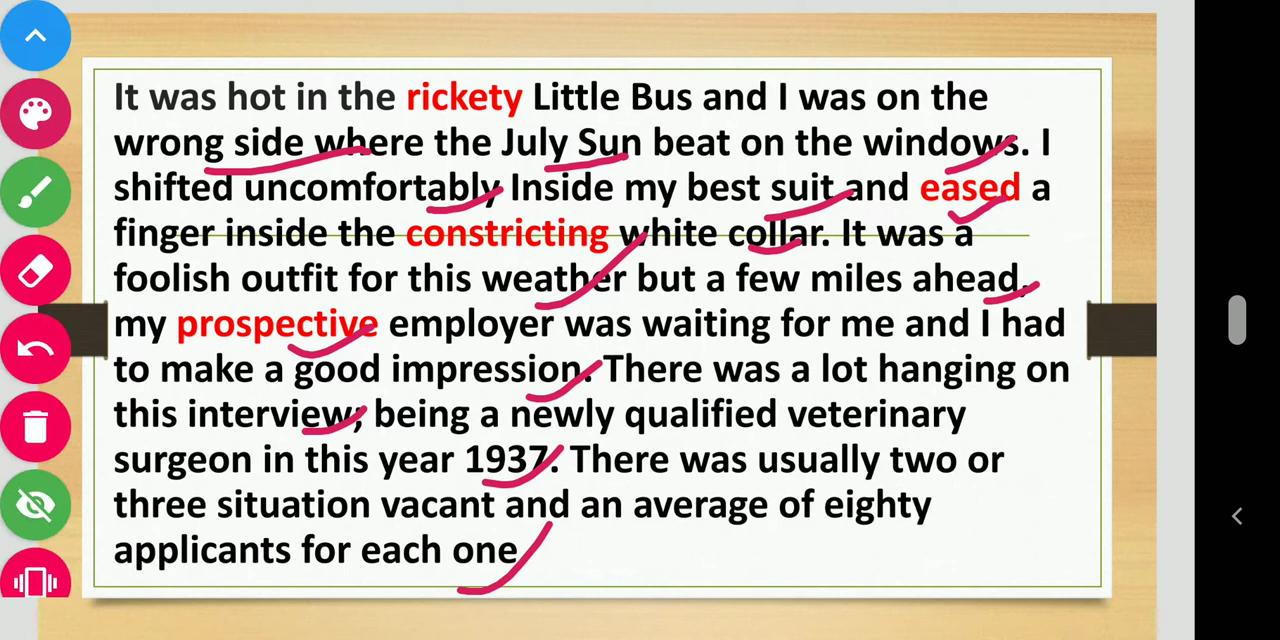 It was hot in the rickety Little Bus and I was on the
wrong side where the July Sun beat on the windows. I
shifted uncomfortably Inside my best suit and eased a
finger inside the constricting white collar. It was a
foolish outfit for this weather but a few miles ahead,
my prospective employer was waiting for me and I had
to make a good impression. There was a lot hanging on
this interview; being a newly qualified veterinary
surgeon in this year 1937. There was usually two or
three situation vacant and an average of eighty
applicants for each one